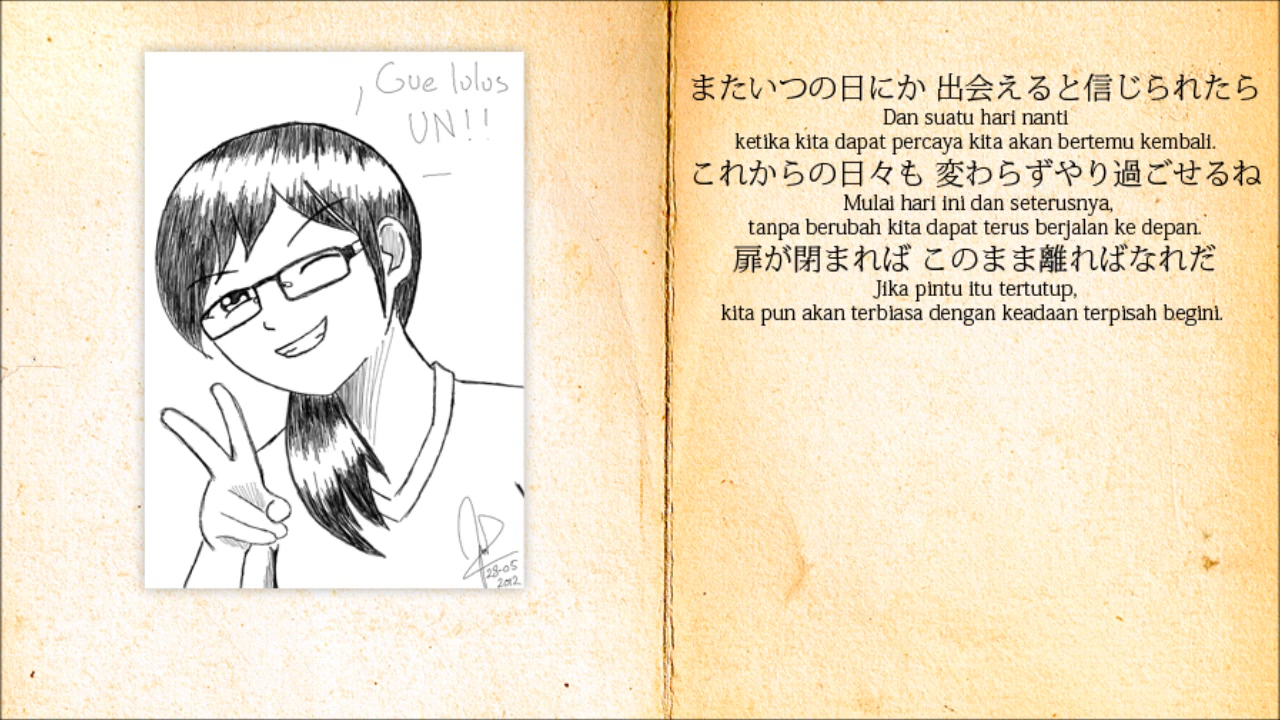 Gue lulus
UN!!
28-05
2012
またいつの日にか 出会えると信じられたら
Dan suatu hari nanti
ketika kita dapat percaya kita akan bertemu kembali.
これからの日々も 変わらずやり過ごせるね
Mulai hari ini dan seterusnya,
tanpa berubah kita dapat terus berjalan ke depan.
扉が閉まれば このまま離ればなれだ
Jika pintu itu tertutup,
kita pun akan terbiasa dengan keadaan terpisah begini.